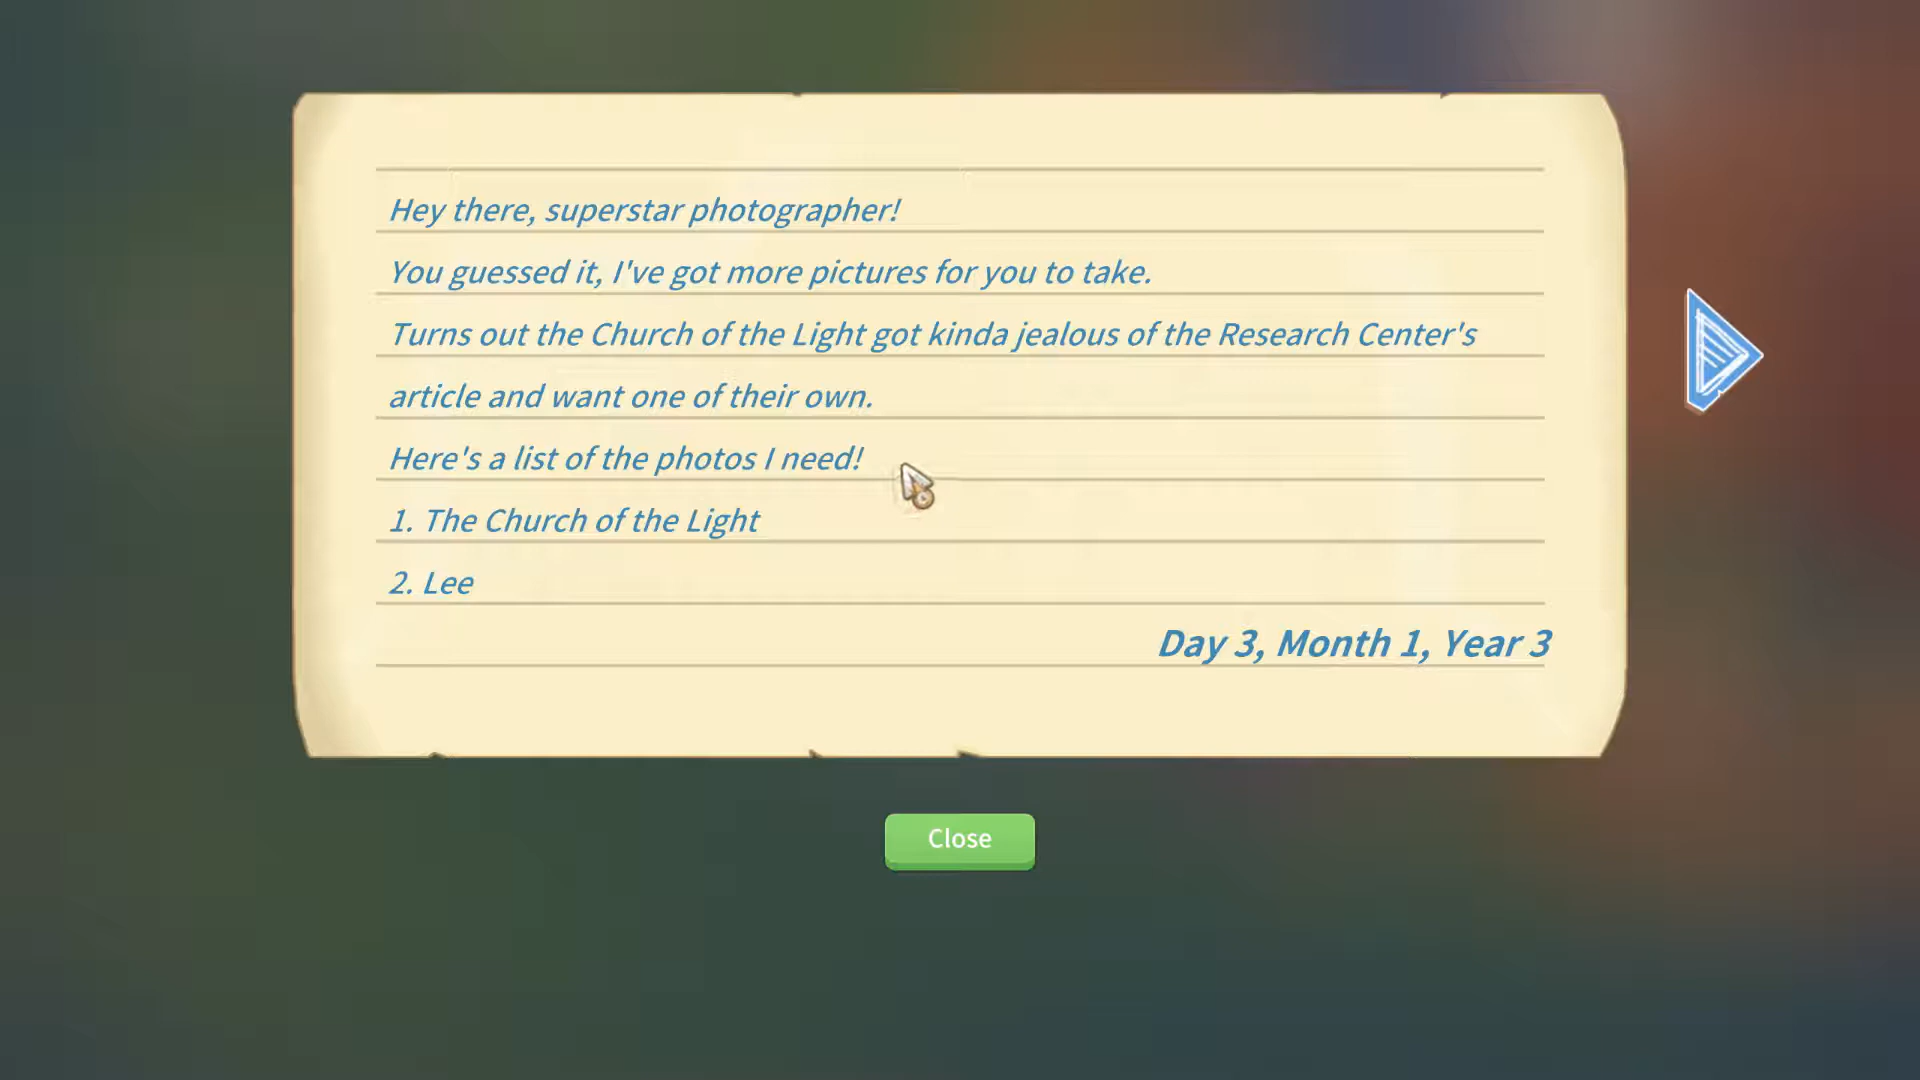 Hey there, superstar photographer!
You guessed it, I've got more pictures for you to take.
Turns out the Church of the Light got kinda jealous of the Research Center's
article and want one of their own.
Here's a list of the photos I need!
1. The Church of the Light
2. Lee
Day 3, Month 1, Year 3
Close